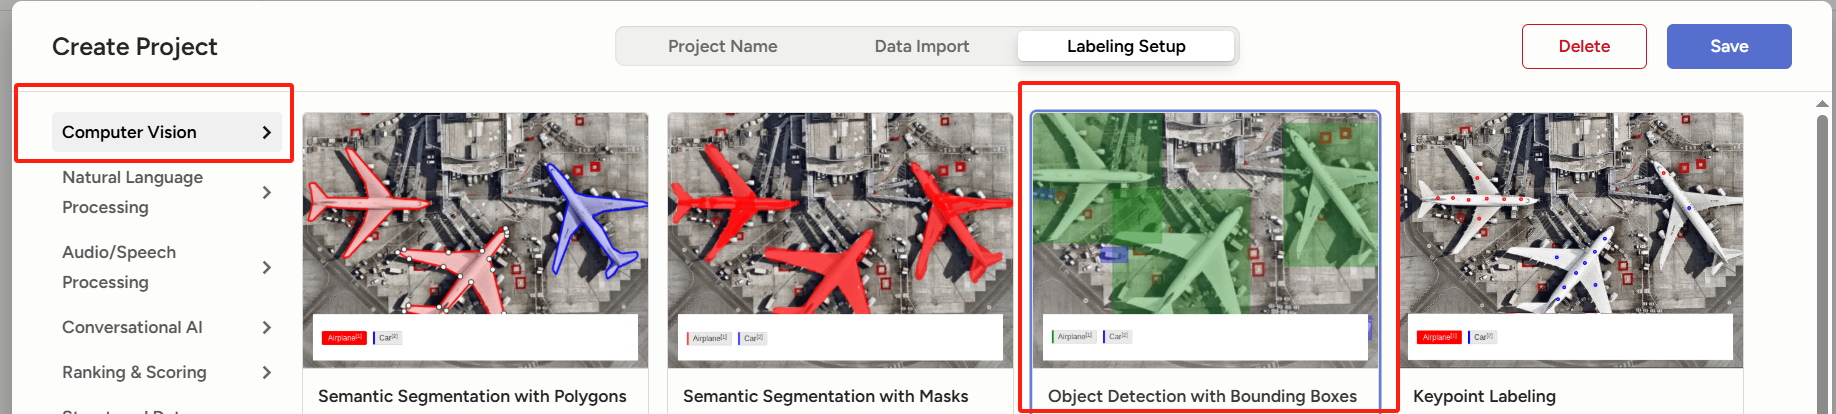 Create Project
Project Name
Data Import
Labeling Setup
Delete
Save
Computer Vision
Natural Language
Processing
Audio/Speech
Processing
Conversational AI
Ranking & Scoring
Airplane[1] Car[2]
Semantic Segmentation with Polygons
Airplane[1] Car[2]
Semantic Segmentation with Masks
Airplane[1] Car[2]
Object Detection with Bounding Boxes
Airplane[1] Car[2]
Keypoint Labeling